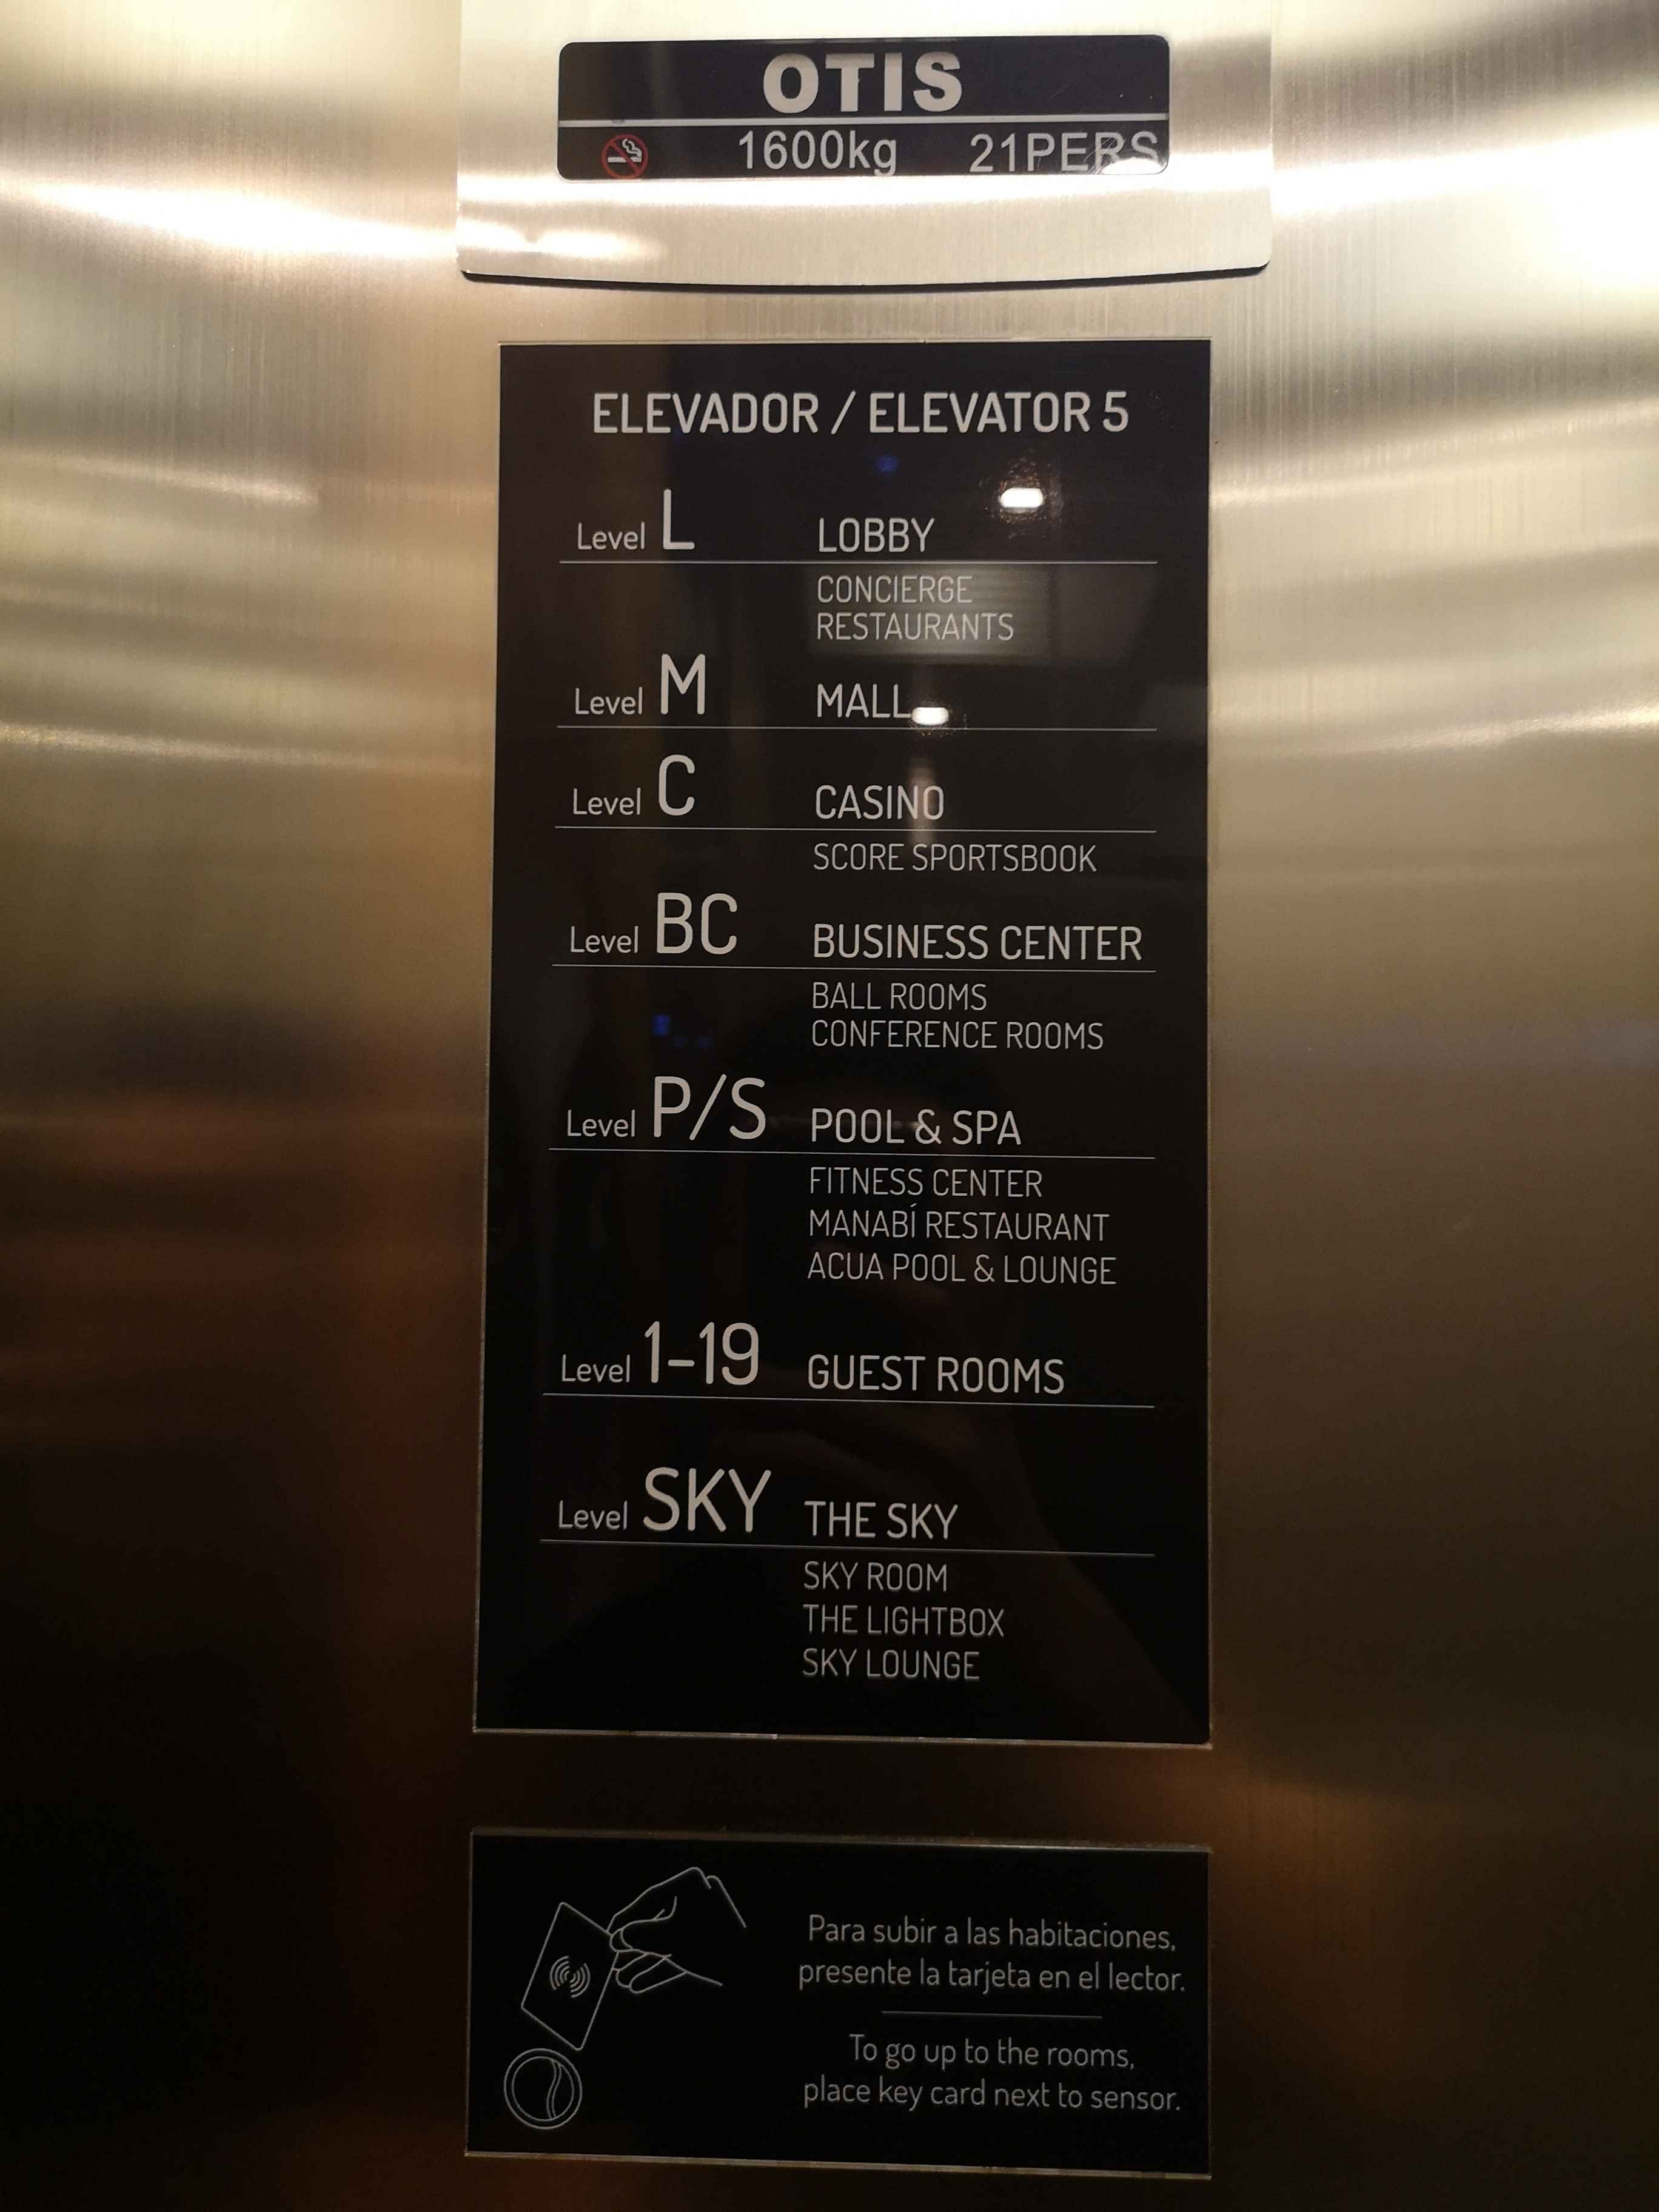 OTIS
1600kg 21PERS
ELEVADOR / ELEVATOR 5
Level L LOBBY
CONCIERGE
RESTAURANTS
Level M MALL
Level C CASINO
SCORE SPORTSBOOK
Level BC BUSINESS CENTER
BALL ROOMS
CONFERENCE ROOMS
Level P/S POOL & SPA
FITNESS CENTER
MANABÍ RESTAURANT
ACUA POOL & LOUNGE
Level 1-19 GUEST ROOMS
Level SKY THE SKY
SKY ROOM
THE LIGHTBOX
SKY LOUNGE
Para subir a las habitaciones,
presente la tarjeta en el lector.
To go up to the rooms,
place key card next to sensor.